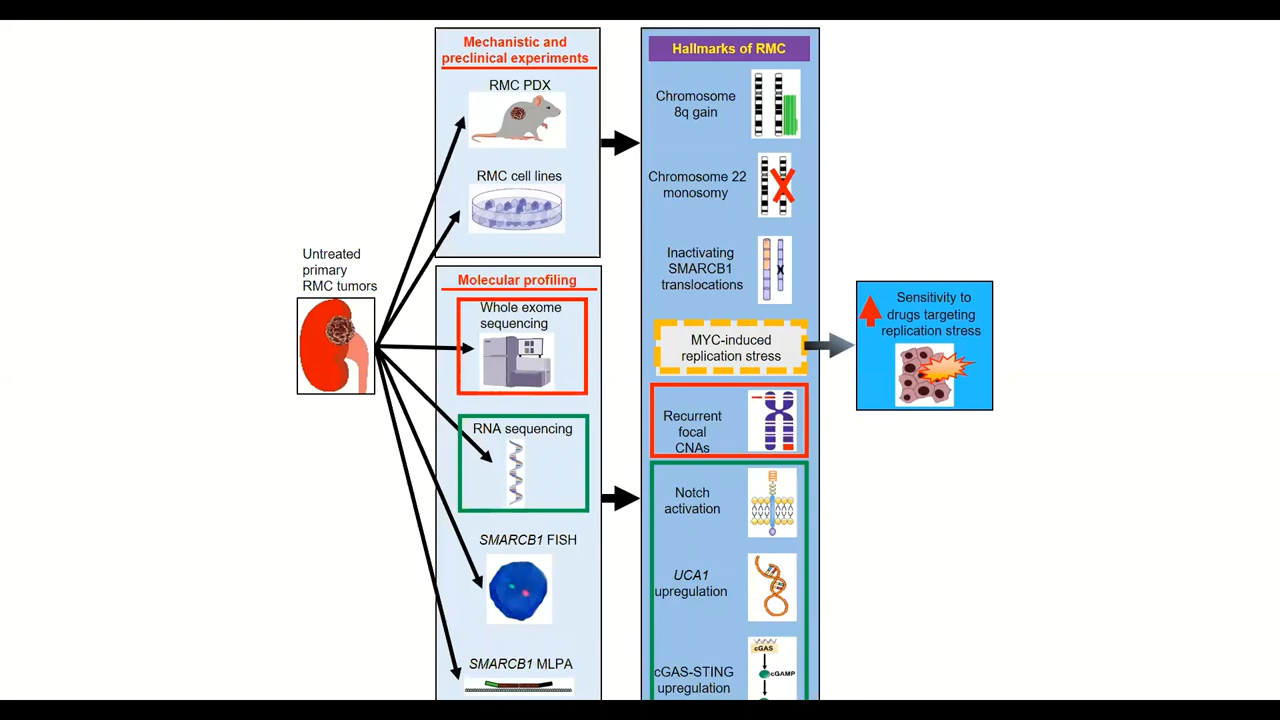 Untreated
primary
RMC tumors
Mechanistic and
preclinical experiments
RMC PDX
RMC cell lines
Molecular profiling
Whole exome
sequencing
RNA sequencing
SMARCB1 FISH
SMARCB1 MLPA
Hallmarks of RMC
Chromosome
8q gain
Chromosome 22
monosomy
Inactivating
SMARCB1
translocations
MYC-induced
replication stress
Recurrent
focal
CNAs
Notch
activation
UCA1
upregulation
cGAS-STING
upregulation
cGAS
cGAMP
Sensitivity to
drugs targeting
replication stress